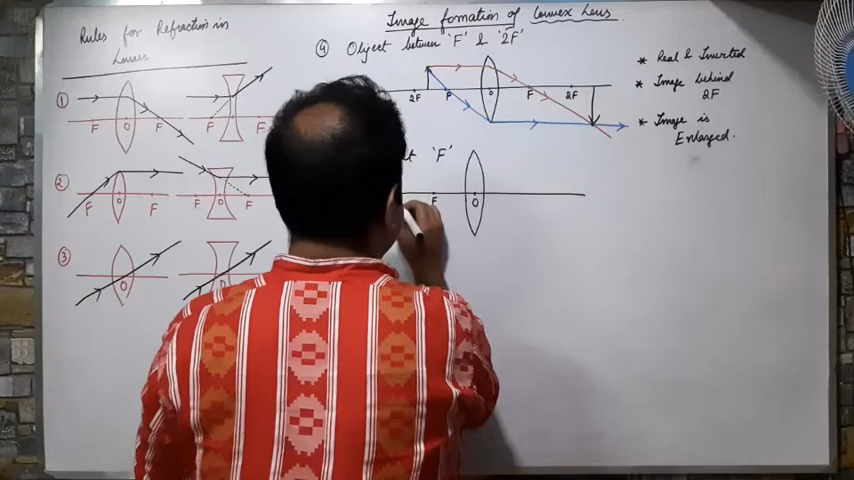 Rules for Refraction in
Lenses
Image fomation of Convex Lens
④ Object between 'F' & '2F'
* Real & Inverted
* Image behind
2F
* Image is
Enlarged.
2F F O F 2F
① F O F F
② F O F F O F
③ O O
t 'F'
F O